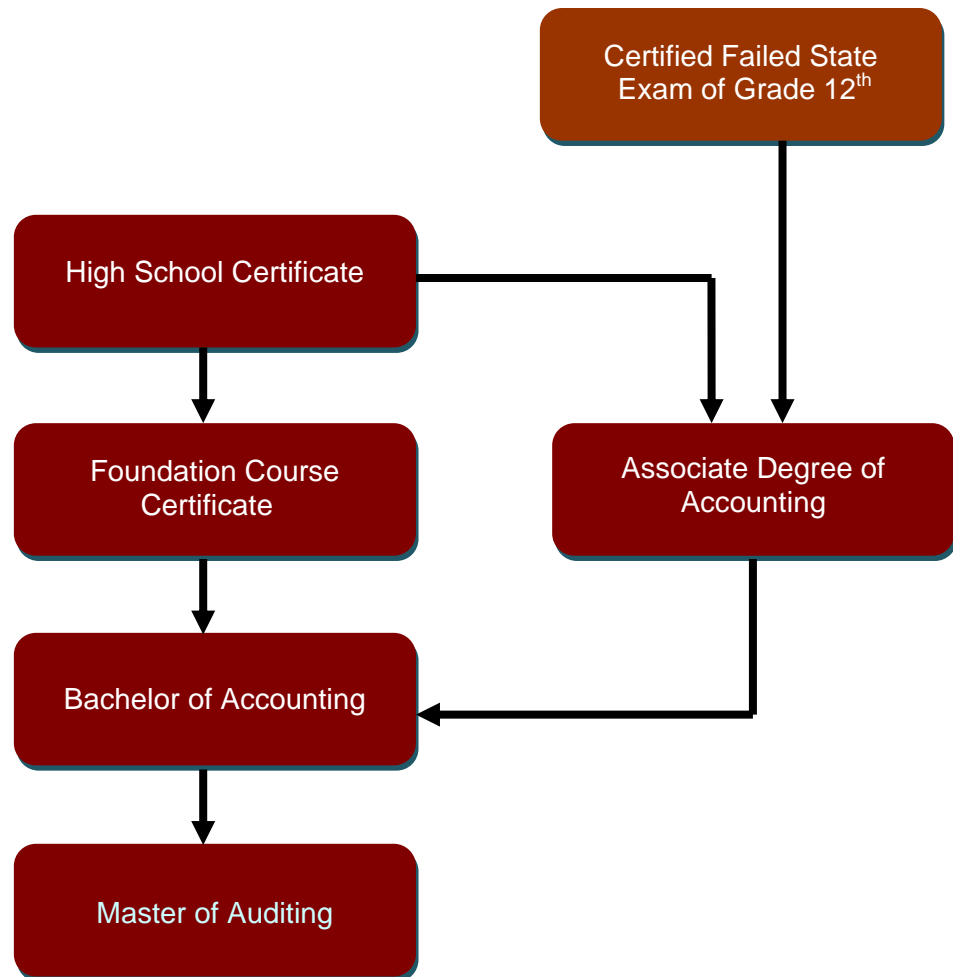 Certified Failed State
Exam of Grade 12th
High School Certificate
Foundation Course
Certificate
Associate Degree of
Accounting
Bachelor of Accounting
Master of Auditing